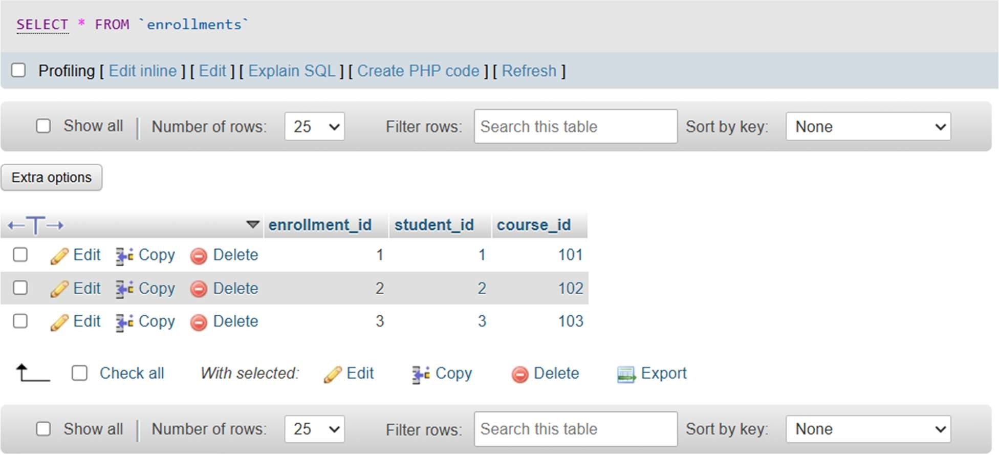 SELECT * FROM `enrollments`
Profiling [ Edit inline ] [ Edit ] [ Explain SQL ] [ Create PHP code ] [ Refresh ]
Show all | Number of rows: 25 Filter rows: Search this table Sort by key: None
Extra options
←T→ enrollment_id student_id course_id
Edit Copy Delete 1 1 101
Edit Copy Delete 2 2 102
Edit Copy Delete 3 3 103
Check all With selected: Edit Copy Delete Export
Show all | Number of rows: 25 Filter rows: Search this table Sort by key: None